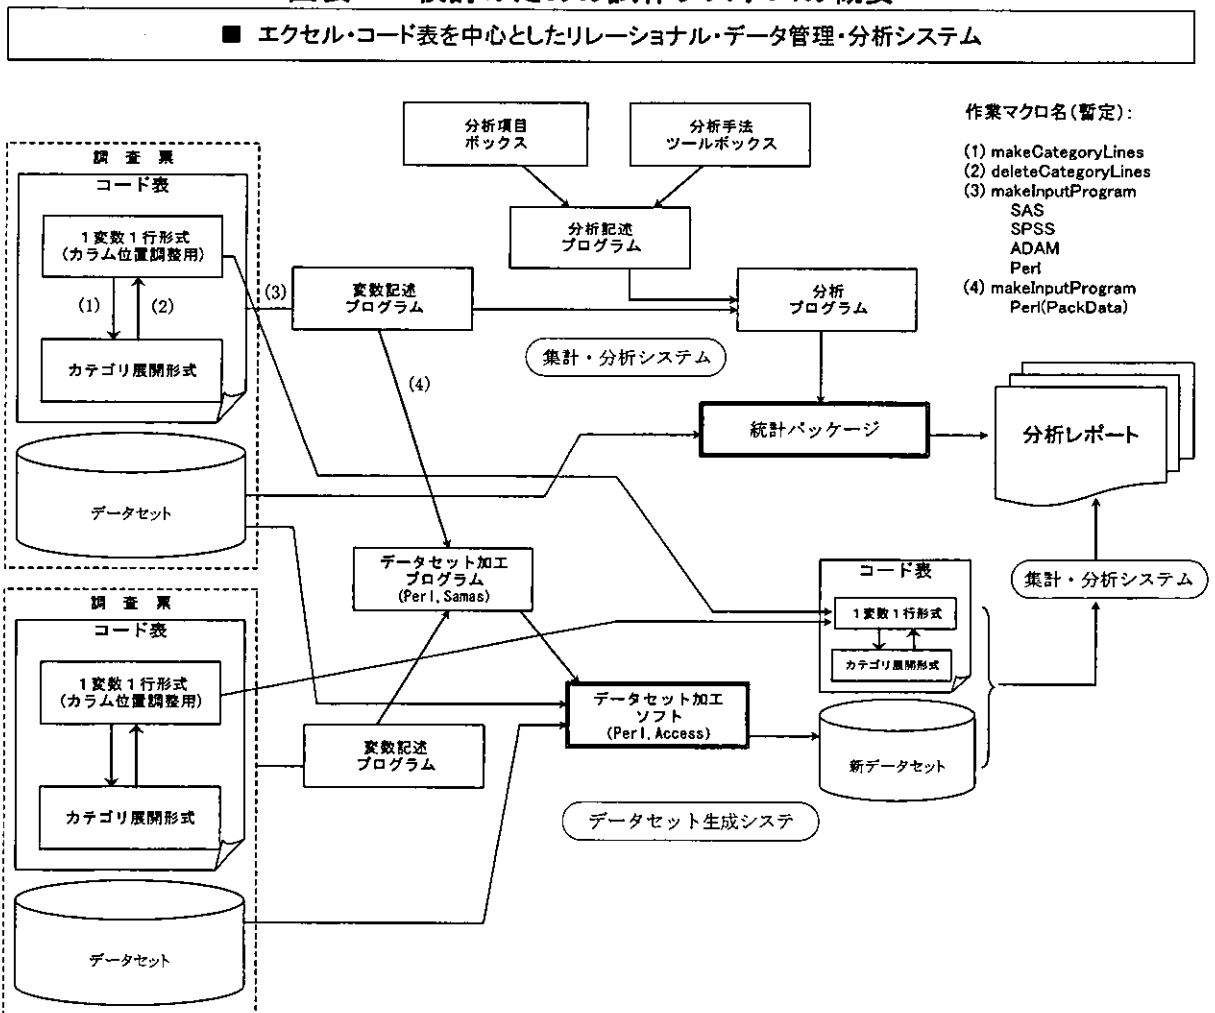 ■ エクセル・コード表を中心としたリレーショナル・データ管理・分析システム
作業マクロ名(暫定):
(1) makeCategoryLines
(2) deleteCategoryLines
(3) makeInputProgram
SAS
SPSS
ADAM
Perl
(4) makeInputProgram
Perl(PackData)
分析項目
ボックス
分析手法
ツールボックス
分析記述
プログラム
調査票
コード表
1変数1行形式
(カラム位置調整用)
(1)
(2)
カテゴリ展開形式
データセット
(3)
変数記述
プログラム
分析
プログラム
集計・分析システム
(4)
統計パッケージ
分析レポート
データセット加工
プログラム
(Perl,Samas)
調査票
コード表
1変数1行形式
(カラム位置調整用)
カテゴリ展開形式
データセット
変数記述
プログラム
データセット加工
ソフト
(Perl,Access)
コード表
1変数1行形式
カテゴリ展開形式
新データセット
集計・分析システム
データセット生成システ